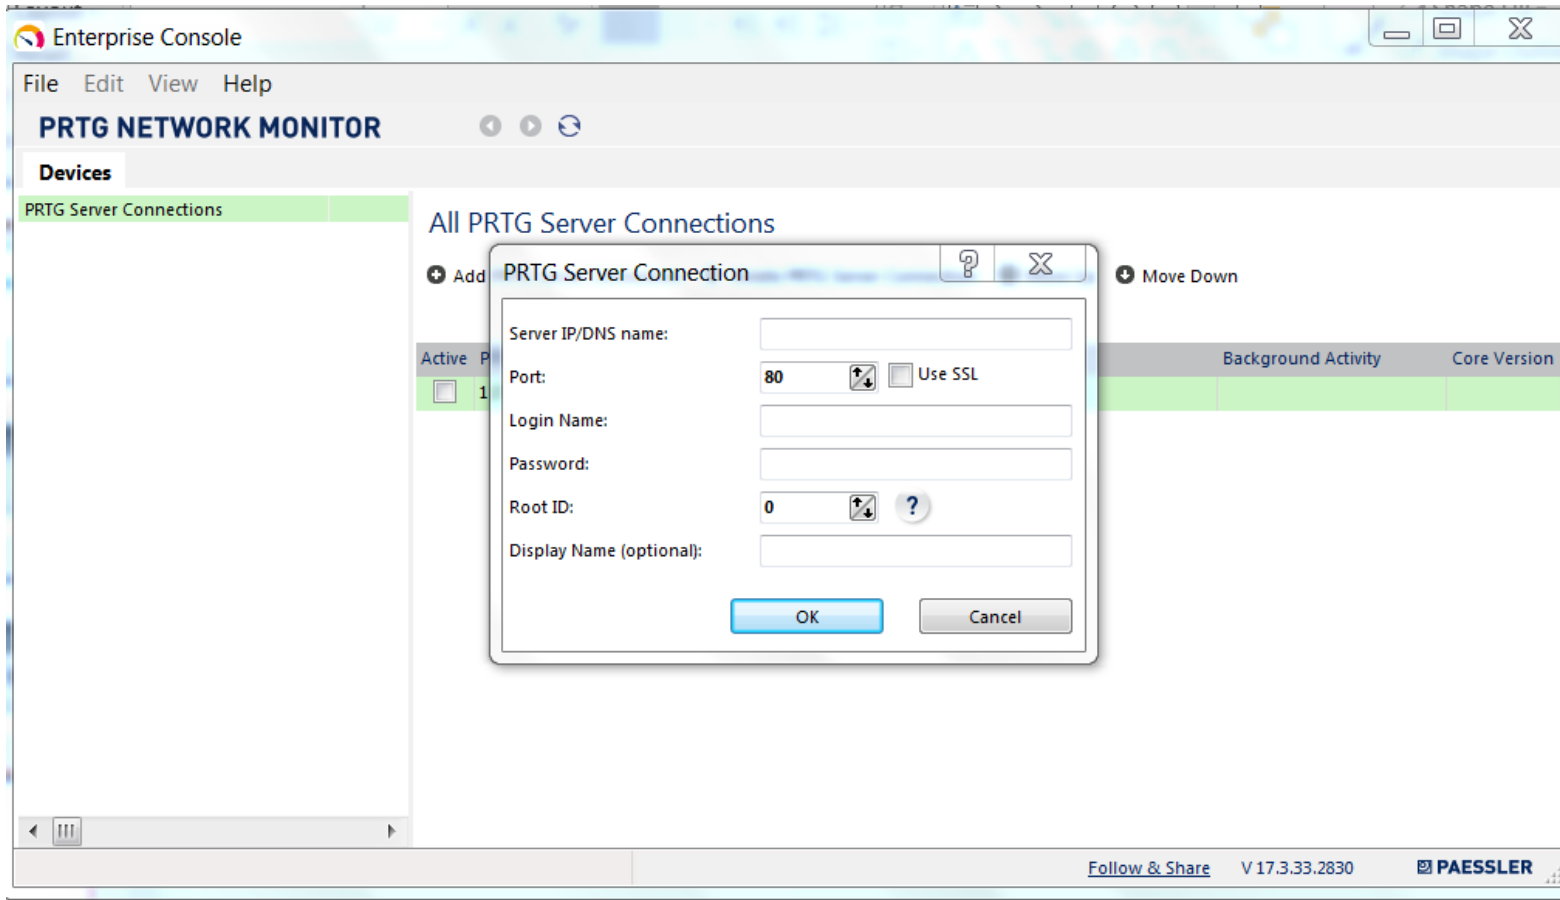 Enterprise Console
File Edit View Help
PRTG NETWORK MONITOR
Devices
PRTG Server Connections
All PRTG Server Connections
Add
Move Down
PRTG Server Connection
Server IP/DNS name:
Port: 80 Use SSL
Login Name:
Password:
Root ID: 0 ?
Display Name (optional):
OK Cancel
Active P Background Activity Core Version
1
Follow & Share V 17.3.33.2830 PAESSLER